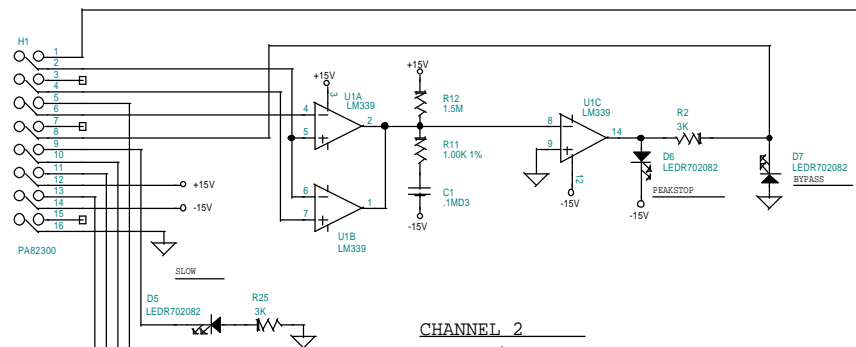 H1
1
2
3
4
5
6
7
8
9
10
11
12
13
14
15
16
PA82300
+15V
-15V
SLOW
D5
LEDR702082
R25
3K
+15V
3
U1A
LM339
4
5
2
6
7
1
U1B
LM339
+15V
R12
1.5M
R11
1.00K 1%
C1
.1MD3
-15V
U1C
LM339
8
9
14
12
-15V
R2
3K
D6
LEDR702082
PEAKSTOP
-15V
D7
LEDR702082
BYPASS
CHANNEL 2